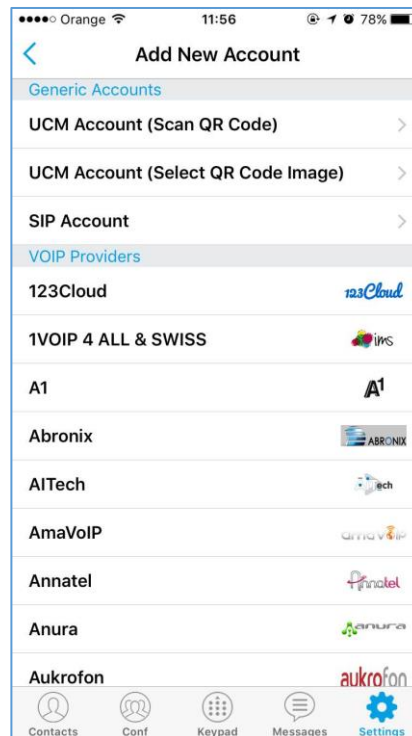 Orange 11:56 78%
Add New Account
Generic Accounts
UCM Account (Scan QR Code)
UCM Account (Select QR Code Image)
SIP Account
VOIP Providers
123Cloud 123Cloud
1VOIP 4 ALL & SWISS ims
A1 A1
Abronix ABRONIX
AITech Tech
AmaVoIP amavoip
Annatel Annatel
Anura anura
Aukrofon aukrofon
Contacts Conf Keypad Messages Settings